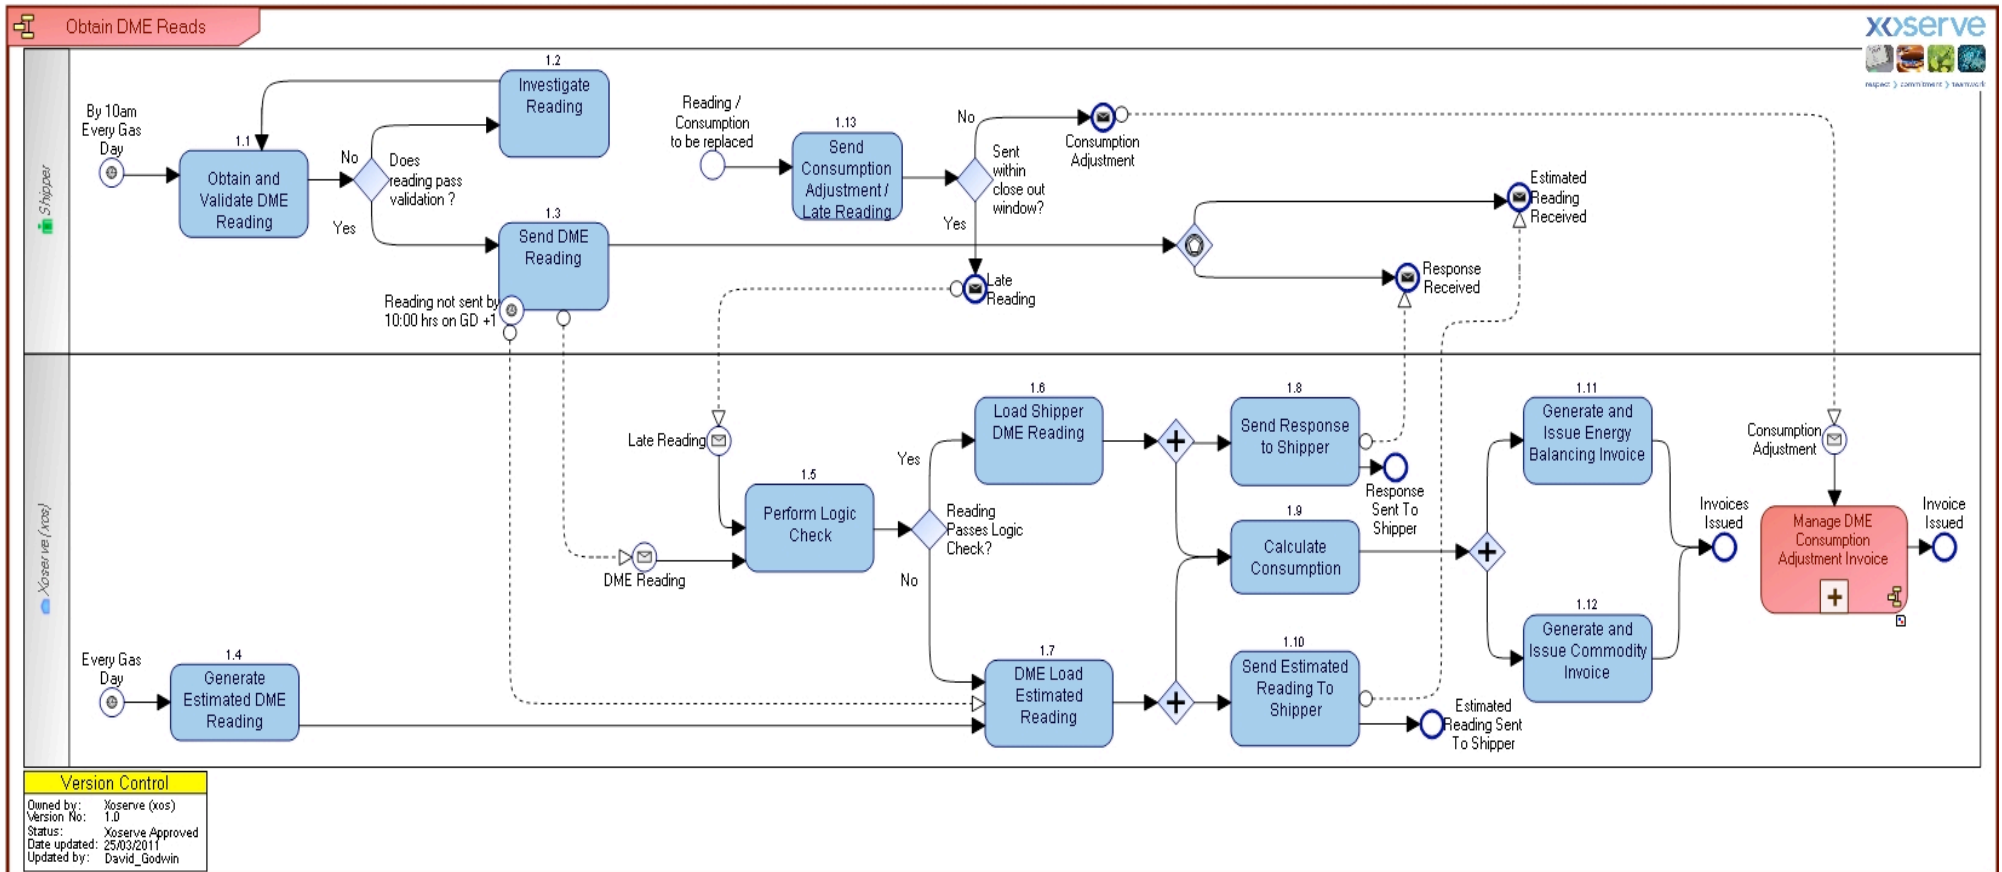 Obtain DME Reads
xoserve
respect > commitment > teamwork
Shipper
By 10am
Every Gas
Day
1.1
Obtain and
Validate DME
Reading
No
Yes
Does
reading pass
validation ?
1.2
Investigate
Reading
1.3
Send DME
Reading
Reading not sent by
10:00 hrs on GD +1
Reading /
Consumption
to be replaced
1.13
Send
Consumption
Adjustment /
Late Reading
No
Yes
Sent
within
close out
window?
Consumption
Adjustment
Late
Reading
Estimated
Reading
Received
Response
Received
Xoserve (xos)
Every Gas
Day
1.4
Generate
Estimated DME
Reading
Late Reading
DME Reading
1.5
Perform Logic
Check
Yes
No
Reading
Passes Logic
Check?
1.6
Load Shipper
DME Reading
1.7
DME Load
Estimated
Reading
1.8
Send Response
to Shipper
Response
Sent To
Shipper
1.9
Calculate
Consumption
1.10
Send Estimated
Reading To
Shipper
Estimated
Reading Sent
To Shipper
1.11
Generate and
Issue Energy
Balancing Invoice
1.12
Generate and
Issue Commodity
Invoice
Invoices
Issued
Consumption
Adjustment
Manage DME
Consumption
Adjustment Invoice
Invoice
Issued
Version Control
Owned by: Xoserve (xos)
Version No: 1.0
Status: Xoserve Approved
Date updated: 25/03/2011
Updated by: David_Godwin